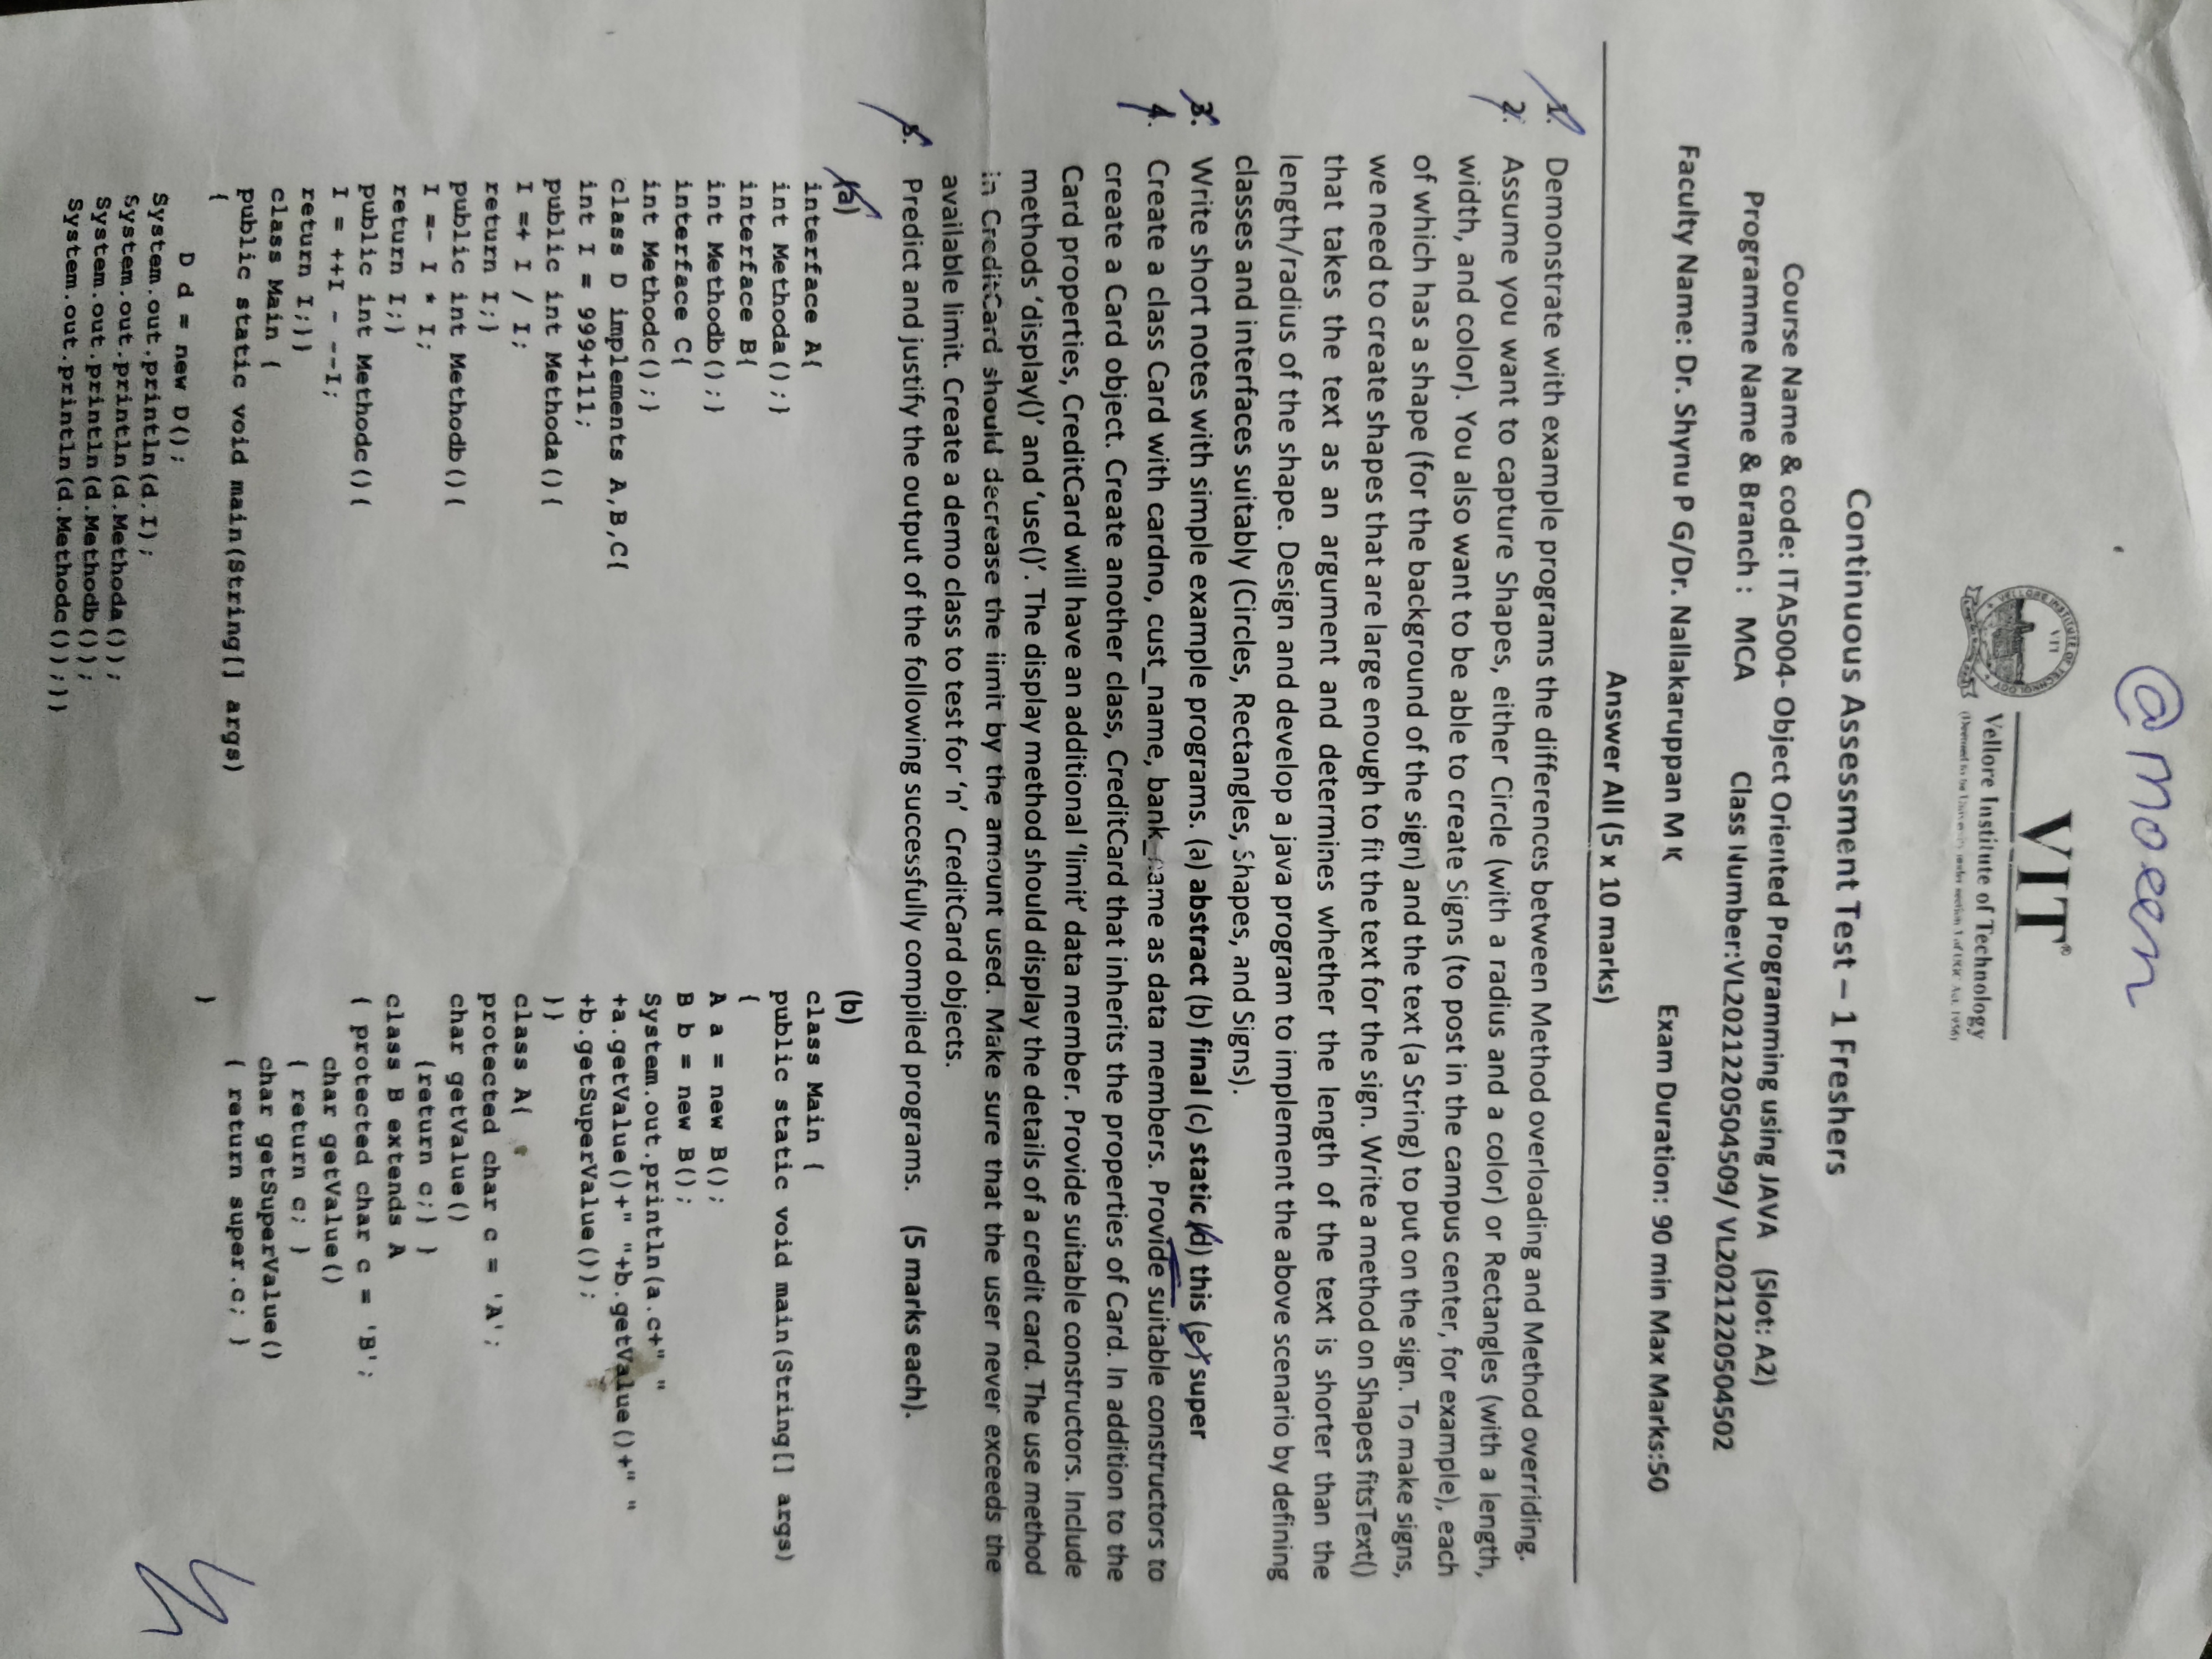 @moeen
VELLORE INSTITUTE OF TECHNOLOGY
VIT
VIT®
Vellore Institute of Technology
(Deemed to be University under section 3 of UGC Act, 1956)
Continuous Assessment Test – 1 Freshers
Course Name & code: ITA5004- Object Oriented Programming using JAVA (Slot: A2)
Programme Name & Branch : MCA Class Number:VL2021220504509/ VL2021220504502
Faculty Name: Dr. Shynu P G/Dr. Nallakaruppan M K Exam Duration: 90 min Max Marks:50
Answer All (5 x 10 marks)
1. Demonstrate with example programs the differences between Method overloading and Method overriding.
2. Assume you want to capture Shapes, either Circle (with a radius and a color) or Rectangles (with a length,
width, and color). You also want to be able to create Signs (to post in the campus center, for example), each
of which has a shape (for the background of the sign) and the text (a String) to put on the sign. To make signs,
we need to create shapes that are large enough to fit the text for the sign. Write a method on Shapes fitsText()
that takes the text as an argument and determines whether the length of the text is shorter than the
length/radius of the shape. Design and develop a java program to implement the above scenario by defining
classes and interfaces suitably (Circles, Rectangles, Shapes, and Signs).
3. Write short notes with simple example programs. (a) abstract (b) final (c) static (d) this (e) super
4. Create a class Card with cardno, cust_name, bank_name as data members. Provide suitable constructors to
create a Card object. Create another class, CreditCard that inherits the properties of Card. In addition to the
Card properties, CreditCard will have an additional ‘limit’ data member. Provide suitable constructors. Include
methods ‘display()’ and ‘use()’. The display method should display the details of a credit card. The use method
in CreditCard should decrease the limit by the amount used. Make sure that the user never exceeds the
available limit. Create a demo class to test for ‘n’ CreditCard objects.
5. Predict and justify the output of the following successfully compiled programs. (5 marks each).
(a)
interface A{
int Methoda();}
interface B{
int Methodb();}
interface C{
int Methodc();}
class D implements A,B,C{
int I = 999+111;
public int Methoda(){
I =+ I / I;
return I;}
public int Methodb(){
I =- I * I;
return I;}
public int Methodc(){
I = ++I - --I;
return I;}}
class Main {
public static void main(String[] args)
{
D d = new D();
System.out.println(d.I);
System.out.println(d.Methoda());
System.out.println(d.Methodb());
System.out.println(d.Methodc());}}
(b)
class Main {
public static void main(String[] args)
{
A a = new B();
B b = new B();
System.out.println(a.c+" "
+a.getValue()+" "+b.getValue()+" "
+b.getSuperValue());
}}
class A{
protected char c = 'A';
char getValue()
{return c;} }
class B extends A
{ protected char c = 'B';
char getValue()
{ return c; }
char getSuperValue()
{ return super.c; }
}